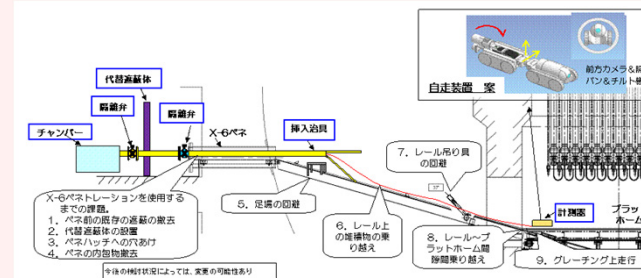 自走装置 案
前方カメラ&
パン&チルト
代替遮蔽体
隔離弁
隔離弁
チャンバー
X-6ペネ
挿入治具
7. レール吊り具
の回避
X-6ペネトレーションを使用する
までの課題。
1. ペネ前の既存の遮蔽の撤去
2. 代替遮蔽体の設置
3. ペネハッチへの穴あけ
4. ペネの内包物撤去
5. 足場の回避
6. レール上
の堆積物の乗
り越え
計測器
プラッ
ホーム
8. レール~プ
ラットホーム間
隙間乗り越え
9. グレーチング上走行
今後の検討状況によっては、変更の可能性あり